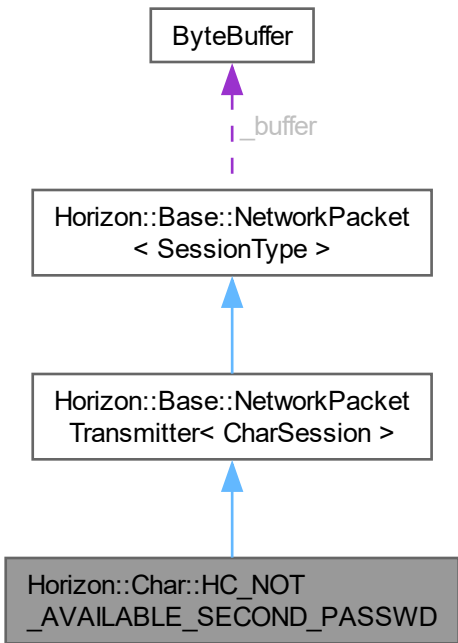 ByteBuffer
_buffer
Horizon::Base::NetworkPacket
< SessionType >
Horizon::Base::NetworkPacket
Transmitter< CharSession >
Horizon::Char::HC_NOT
_AVAILABLE_SECOND_PASSWD